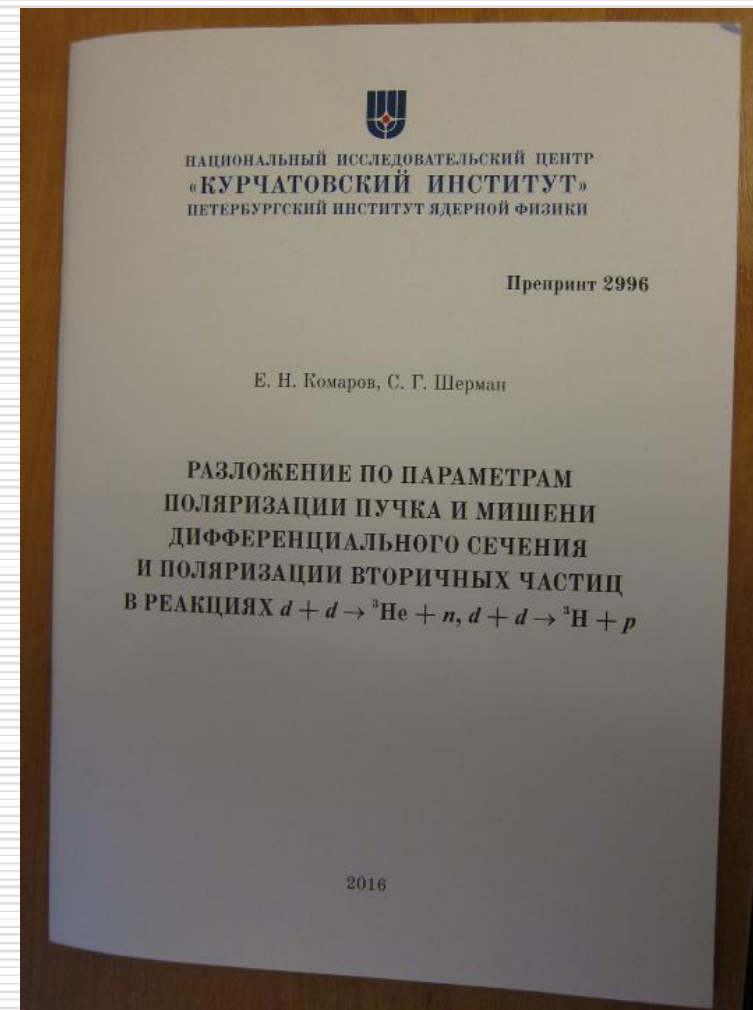 НАЦИОНАЛЬНЫЙ ИССЛЕДОВАТЕЛЬСКИЙ ЦЕНТР
«КУРЧАТОВСКИЙ ИНСТИТУТ»
ПЕТЕРБУРГСКИЙ ИНСТИТУТ ЯДЕРНОЙ ФИЗИКИ
Препринт 2996
Е. Н. Комаров, С. Г. Шерман
РАЗЛОЖЕНИЕ ПО ПАРАМЕТРАМ
ПОЛЯРИЗАЦИИ ПУЧКА И МИШЕНИ
ДИФФЕРЕНЦИАЛЬНОГО СЕЧЕНИЯ
И ПОЛЯРИЗАЦИИ ВТОРИЧНЫХ ЧАСТИЦ
В РЕАКЦИЯХ d + d → ³He + n, d + d → ³H + p
2016